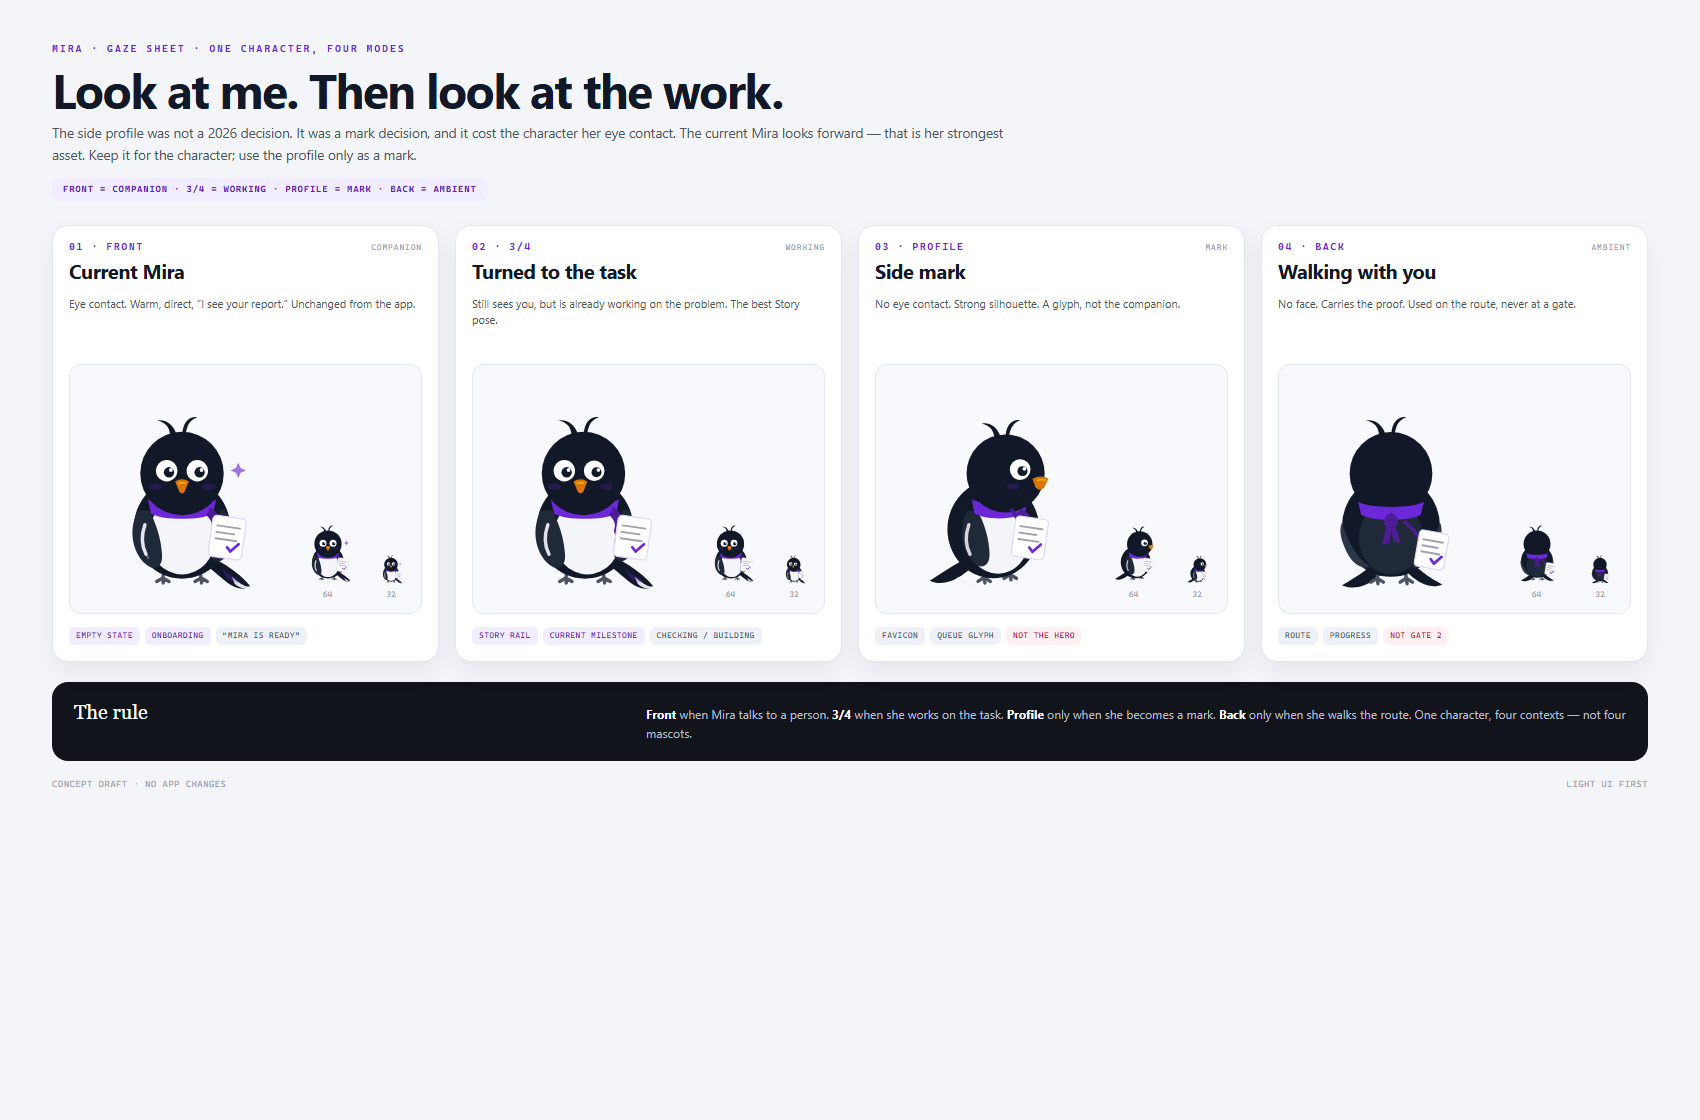 MIRA · GAZE SHEET · ONE CHARACTER, FOUR MODES
Look at me. Then look at the work.
The side profile was not a 2026 decision. It was a mark decision, and it cost the character her eye contact. The current Mira looks forward — that is her strongest
asset. Keep it for the character; use the profile only as a mark.
FRONT = COMPANION · 3/4 = WORKING · PROFILE = MARK · BACK = AMBIENT
01 · FRONT
COMPANION
Current Mira
Eye contact. Warm, direct, “I see your report.” Unchanged from the app.
64
32
EMPTY STATE
ONBOARDING
“MIRA IS READY”
02 · 3/4
WORKING
Turned to the task
Still sees you, but is already working on the problem. The best Story
pose.
64
32
STORY RAIL
CURRENT MILESTONE
CHECKING / BUILDING
03 · PROFILE
MARK
Side mark
No eye contact. Strong silhouette. A glyph, not the companion.
64
32
FAVICON
QUEUE GLYPH
NOT THE HERO
04 · BACK
AMBIENT
Walking with you
No face. Carries the proof. Used on the route, never at a gate.
64
32
ROUTE
PROGRESS
NOT GATE 2
The rule
Front when Mira talks to a person. 3/4 when she works on the task. Profile only when she becomes a mark. Back only when she walks the route. One character, four contexts — not four
mascots.
CONCEPT DRAFT · NO APP CHANGES
LIGHT UI FIRST